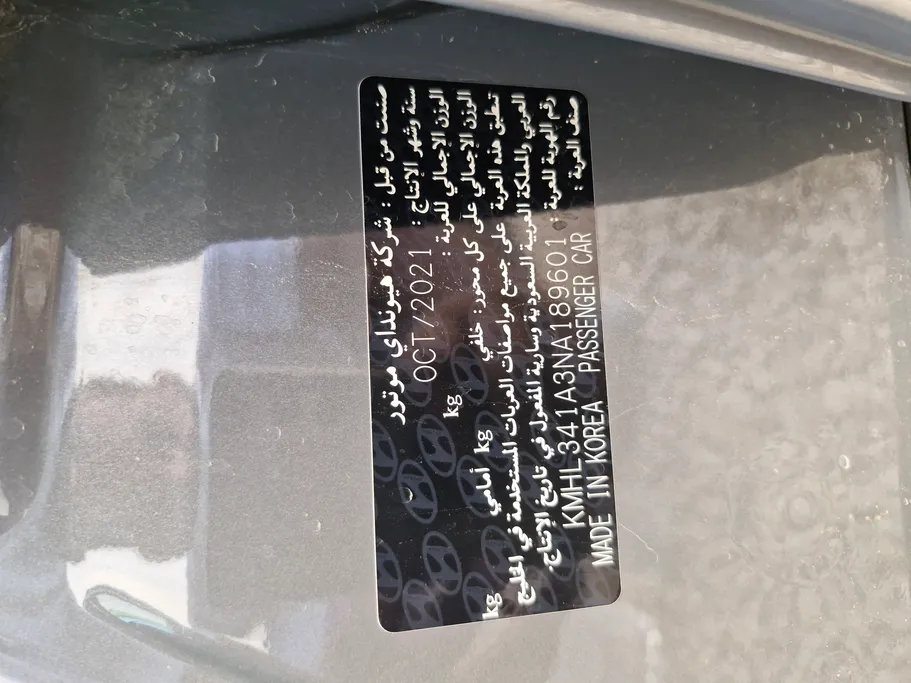 صنعت من قبل : شركة هيونداي موتور
سنة وشهر الإنتاج : OCT/2021
الوزن الإجمالي للعربة : kg
الوزن الإجمالي على كل محور: خلفي kg أمامي kg
تطبق هذه العربة على جميع مواصفات العربات المستخدمة في الخليج
العربي والمملكة العربية السعودية وسارية المفعول في تاريخ الإنتاج.
رقم الهوية للعربة : KMHL341A3NA189601
صنف العربة : PASSENGER CAR MADE IN KOREA